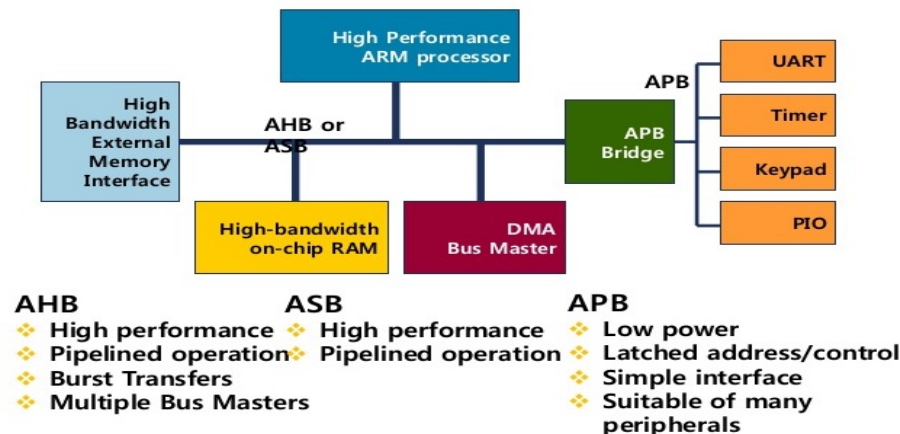 High Performance
ARM processor
High
Bandwidth
External
Memory
Interface
AHB or
ASB
APB
Bridge
APB
UART
Timer
Keypad
PIO
High-bandwidth
on-chip RAM
DMA
Bus Master
AHB
High performance
Pipelined operation
Burst Transfers
Multiple Bus Masters
ASB
High performance
Pipelined operation
APB
Low power
Latched address/control
Simple interface
Suitable of many
peripherals